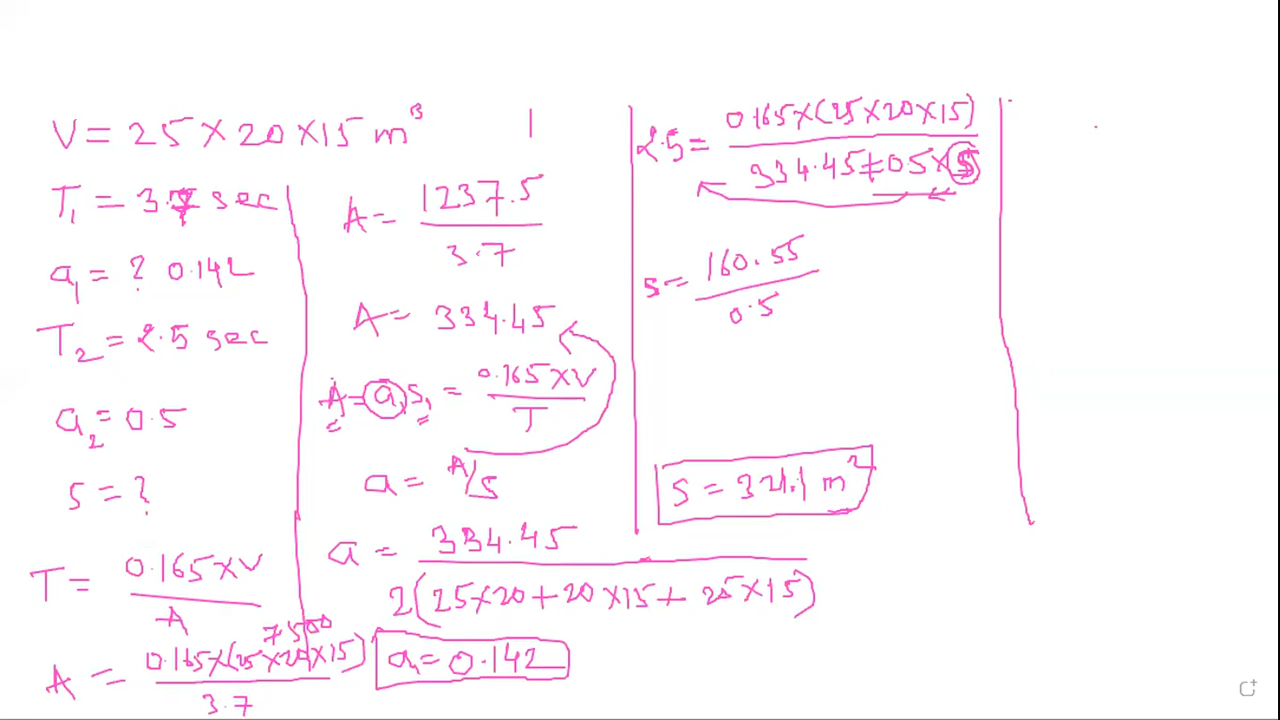 V = 25 × 20 × 15 m³
T₁ = 3.7 sec
a₁ = ? 0.142
T₂ = 2.5 sec
a₂ = 0.5
S = ?
T = 0.165 × V / A
7500
A = 0.165 × (25 × 20 × 15) / 3.7
1
A = 1237.5 / 3.7
A = 334.45
A = a₁ S₁ = 0.165 × V / T
a = A/S
a = 334.45 / 2(25 × 20 + 20 × 15 + 25 × 15)
a₁ = 0.142
2.5 = 0.165 × (25 × 20 × 15) / 334.45 + 0.5 × S
S = 160.55 / 0.5
S = 321.1 m²